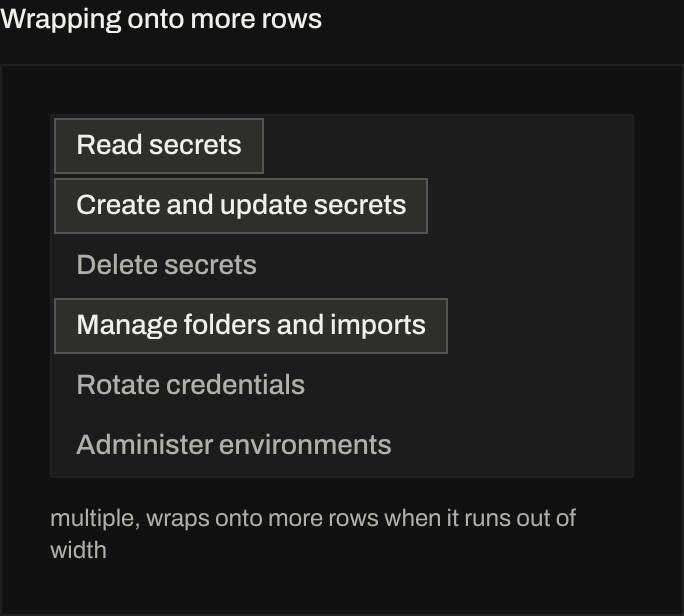 Wrapping onto more rows
Read secrets
Create and update secrets
Delete secrets
Manage folders and imports
Rotate credentials
Administer environments
multiple, wraps onto more rows when it runs out of
width